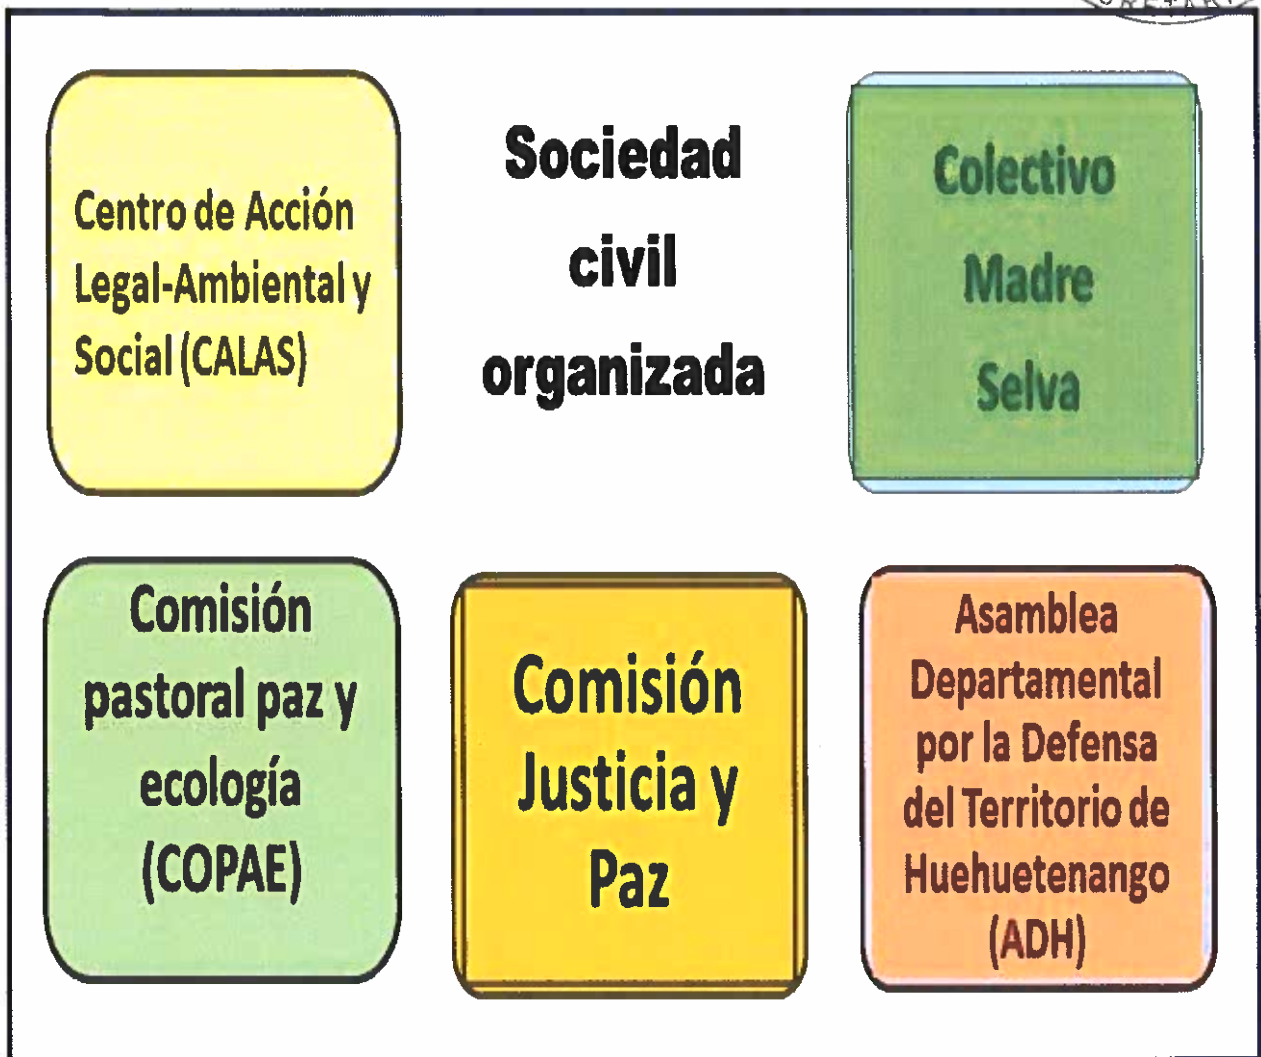 Centro de Acción
Legal-Ambiental y
Social (CALAS)
Sociedad
civil
organizada
Colectivo
Madre
Selva
Comisión
pastoral paz y
ecología
(COPAE)
Comisión
Justicia y
Paz
Asamblea
Departamental
por la Defensa
del Territorio de
Huehuetenango
(ADH)